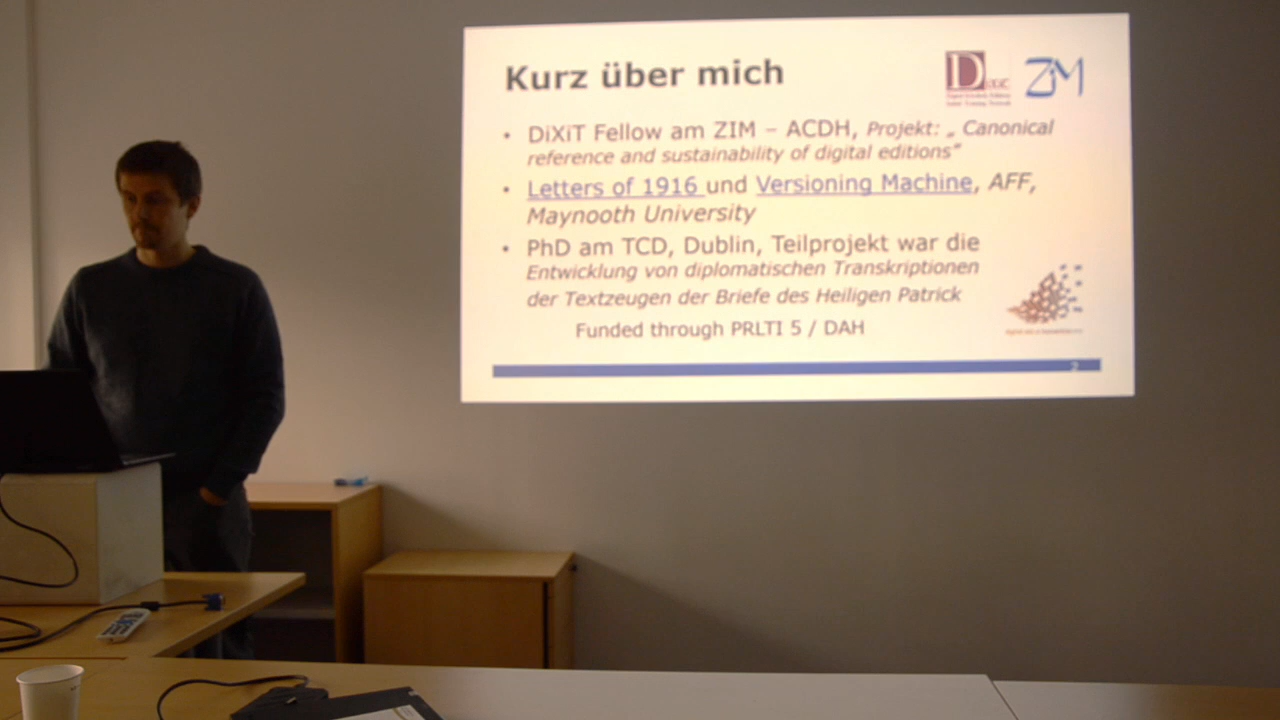 Kurz über mich
• DiXiT Fellow am ZIM – ACDH, Projekt: „ Canonical
reference and sustainability of digital editions“
• Letters of 1916 und Versioning Machine, AFF,
Maynooth University
• PhD am TCD, Dublin, Teilprojekt war die
Entwicklung von diplomatischen Transkriptionen
der Textzeugen der Briefe des Heiligen Patrick
Funded through PRLTI 5 / DAH
2
DiXiT
ZIM